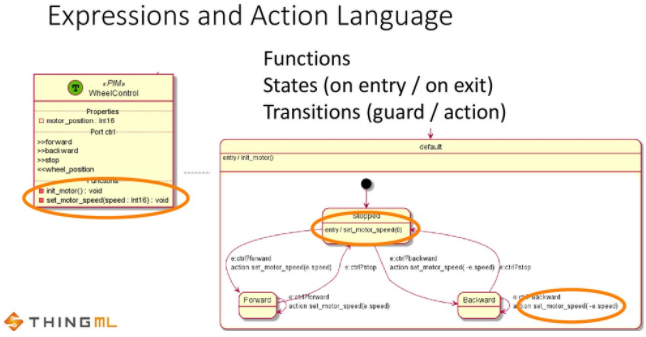 Expressions and Action Language
Functions
States (on entry / on exit)
Transitions (guard / action)
T
«PIM»
WheelControl
Properties
motor_position : Int16
Port ctrl
>>forward
>>backward
>>stop
<<wheel_position
Functions
init_motor() : void
set_motor_speed(speed : Int16) : void
default
entry / init_motor()
Stopped
entry / set_motor_speed(0)
e:ctrl?forward
action set_motor_speed(e.speed)
e:ctrl?stop
e:ctrl?backward
action set_motor_speed( -e.speed)
e:ctrl?stop
Forward
e:ctrl?forward
action set_motor_speed(e.speed)
Backward
e:ctrl?backward
action set_motor_speed( -e.speed)
THINGML